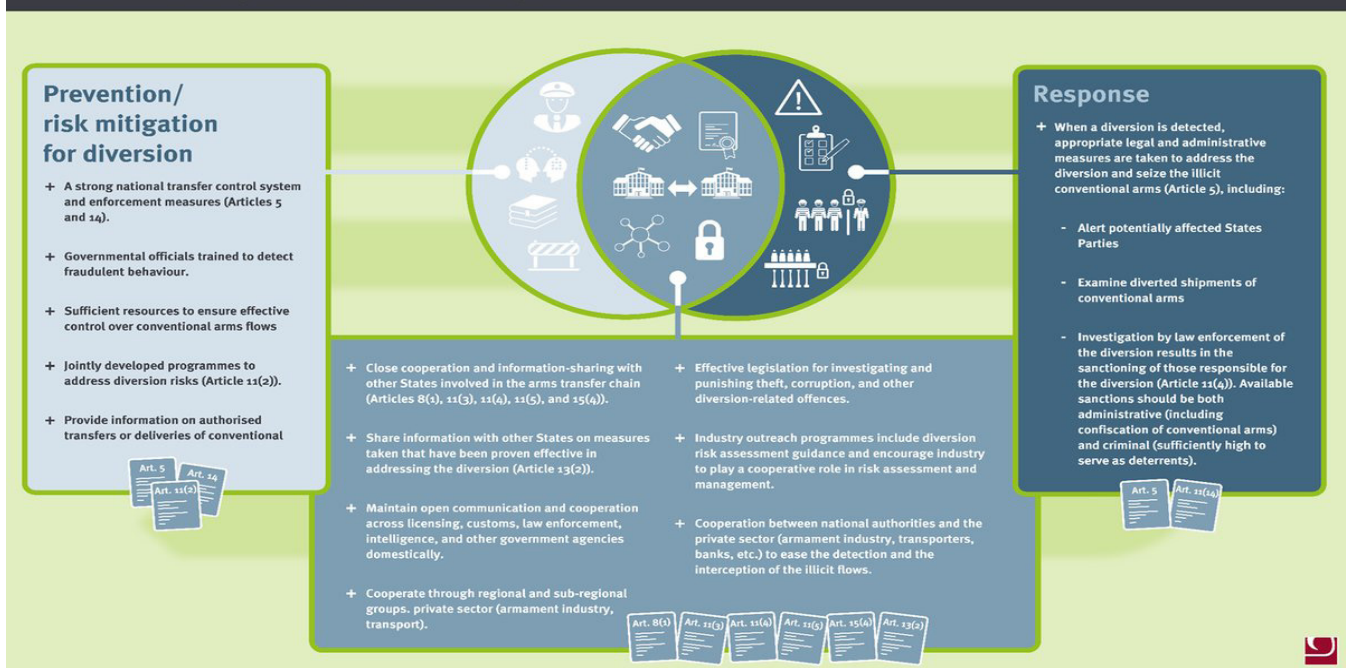 Prevention/
risk mitigation
for diversion
+ A strong national transfer control system
and enforcement measures (Articles 5
and 14).
+ Governmental officials trained to detect
fraudulent behaviour.
+ Sufficient resources to ensure effective
control over conventional arms flows
+ Jointly developed programmes to
address diversion risks (Article 11(2)).
+ Provide information on authorised
transfers or deliveries of conventional
Art. 5
Art. 14
Art. 11(2)
+ Close cooperation and information-sharing with
other States involved in the arms transfer chain
(Articles 8(1), 11(3), 11(4), 11(5), and 15(4)).
+ Share information with other States on measures
taken that have been proven effective in
addressing the diversion (Article 13(2)).
+ Maintain open communication and cooperation
across licensing, customs, law enforcement,
intelligence, and other government agencies
domestically.
+ Cooperate through regional and sub-regional
groups. private sector (armament industry,
transport).
+ Effective legislation for investigating and
punishing theft, corruption, and other
diversion-related offences.
+ Industry outreach programmes include diversion
risk assessment guidance and encourage industry
to play a cooperative role in risk assessment and
management.
+ Cooperation between national authorities and the
private sector (armament industry, transporters,
banks, etc.) to ease the detection and the
interception of the illicit flows.
Art. 8(1)
Art. 11(3)
Art. 11(4)
Art. 11(5)
Art. 15(4)
Art. 13(2)
Response
+ When a diversion is detected,
appropriate legal and administrative
measures are taken to address the
diversion and seize the illicit
conventional arms (Article 5), including:
- Alert potentially affected States
Parties
- Examine diverted shipments of
conventional arms
- Investigation by law enforcement of
the diversion results in the
sanctioning of those responsible for
the diversion (Article 11(4)). Available
sanctions should be both
administrative (including
confiscation of conventional arms)
and criminal (sufficiently high to
serve as deterrents).
Art. 5
Art. 11(14)